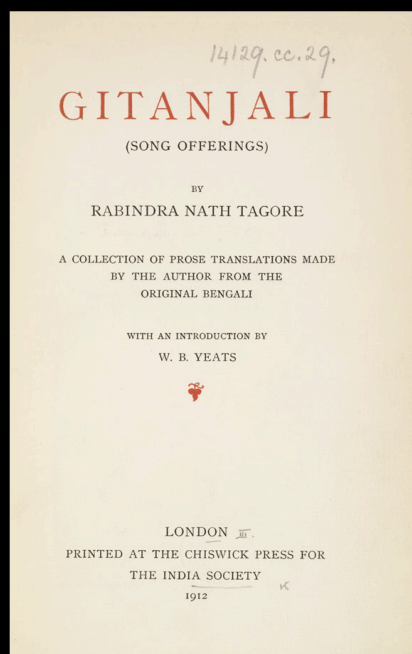 14129.cc.29.
GITANJALI
(SONG OFFERINGS)
BY
RABINDRA NATH TAGORE
A COLLECTION OF PROSE TRANSLATIONS MADE
BY THE AUTHOR FROM THE
ORIGINAL BENGALI
WITH AN INTRODUCTION BY
W. B. YEATS
LONDON III.
PRINTED AT THE CHISWICK PRESS FOR
THE INDIA SOCIETY
K
1912